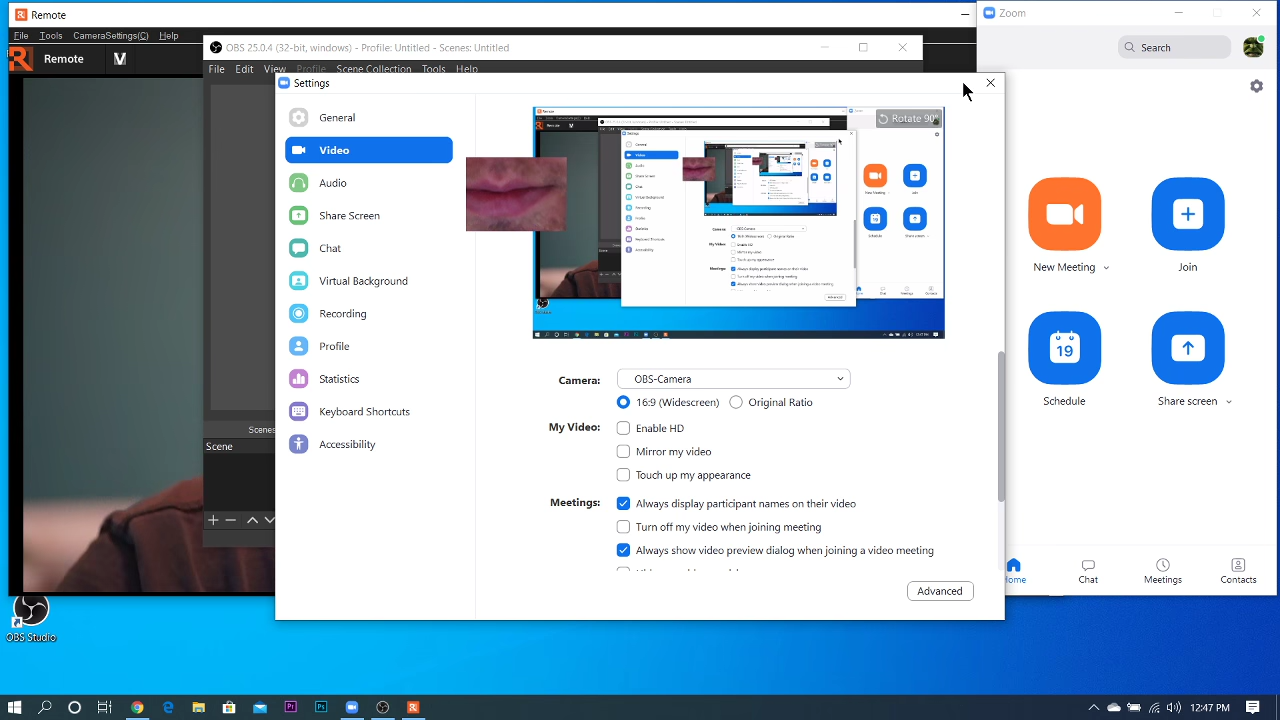 Remote
File Tools CameraSettings(C) Help
Remote
OBS 25.0.4 (32-bit, windows) - Profile: Untitled - Scenes: Untitled
File Edit View Profile Scene Collection Tools Help
Zoom
Search
Settings
General
Video
Audio
Share Screen
Chat
Virtual Background
Recording
Profile
Statistics
Keyboard Shortcuts
Accessibility
Rotate 90°
Camera: OBS-Camera
16:9 (Widescreen) Original Ratio
My Video: Enable HD
Mirror my video
Touch up my appearance
Meetings: Always display participant names on their video
Turn off my video when joining meeting
Always show video preview dialog when joining a video meeting
Advanced
New Meeting
Join
19
Schedule
Share screen
Home Chat Meetings Contacts
Scenes
Scene
OBS Studio
Pr Ps
12:47 PM